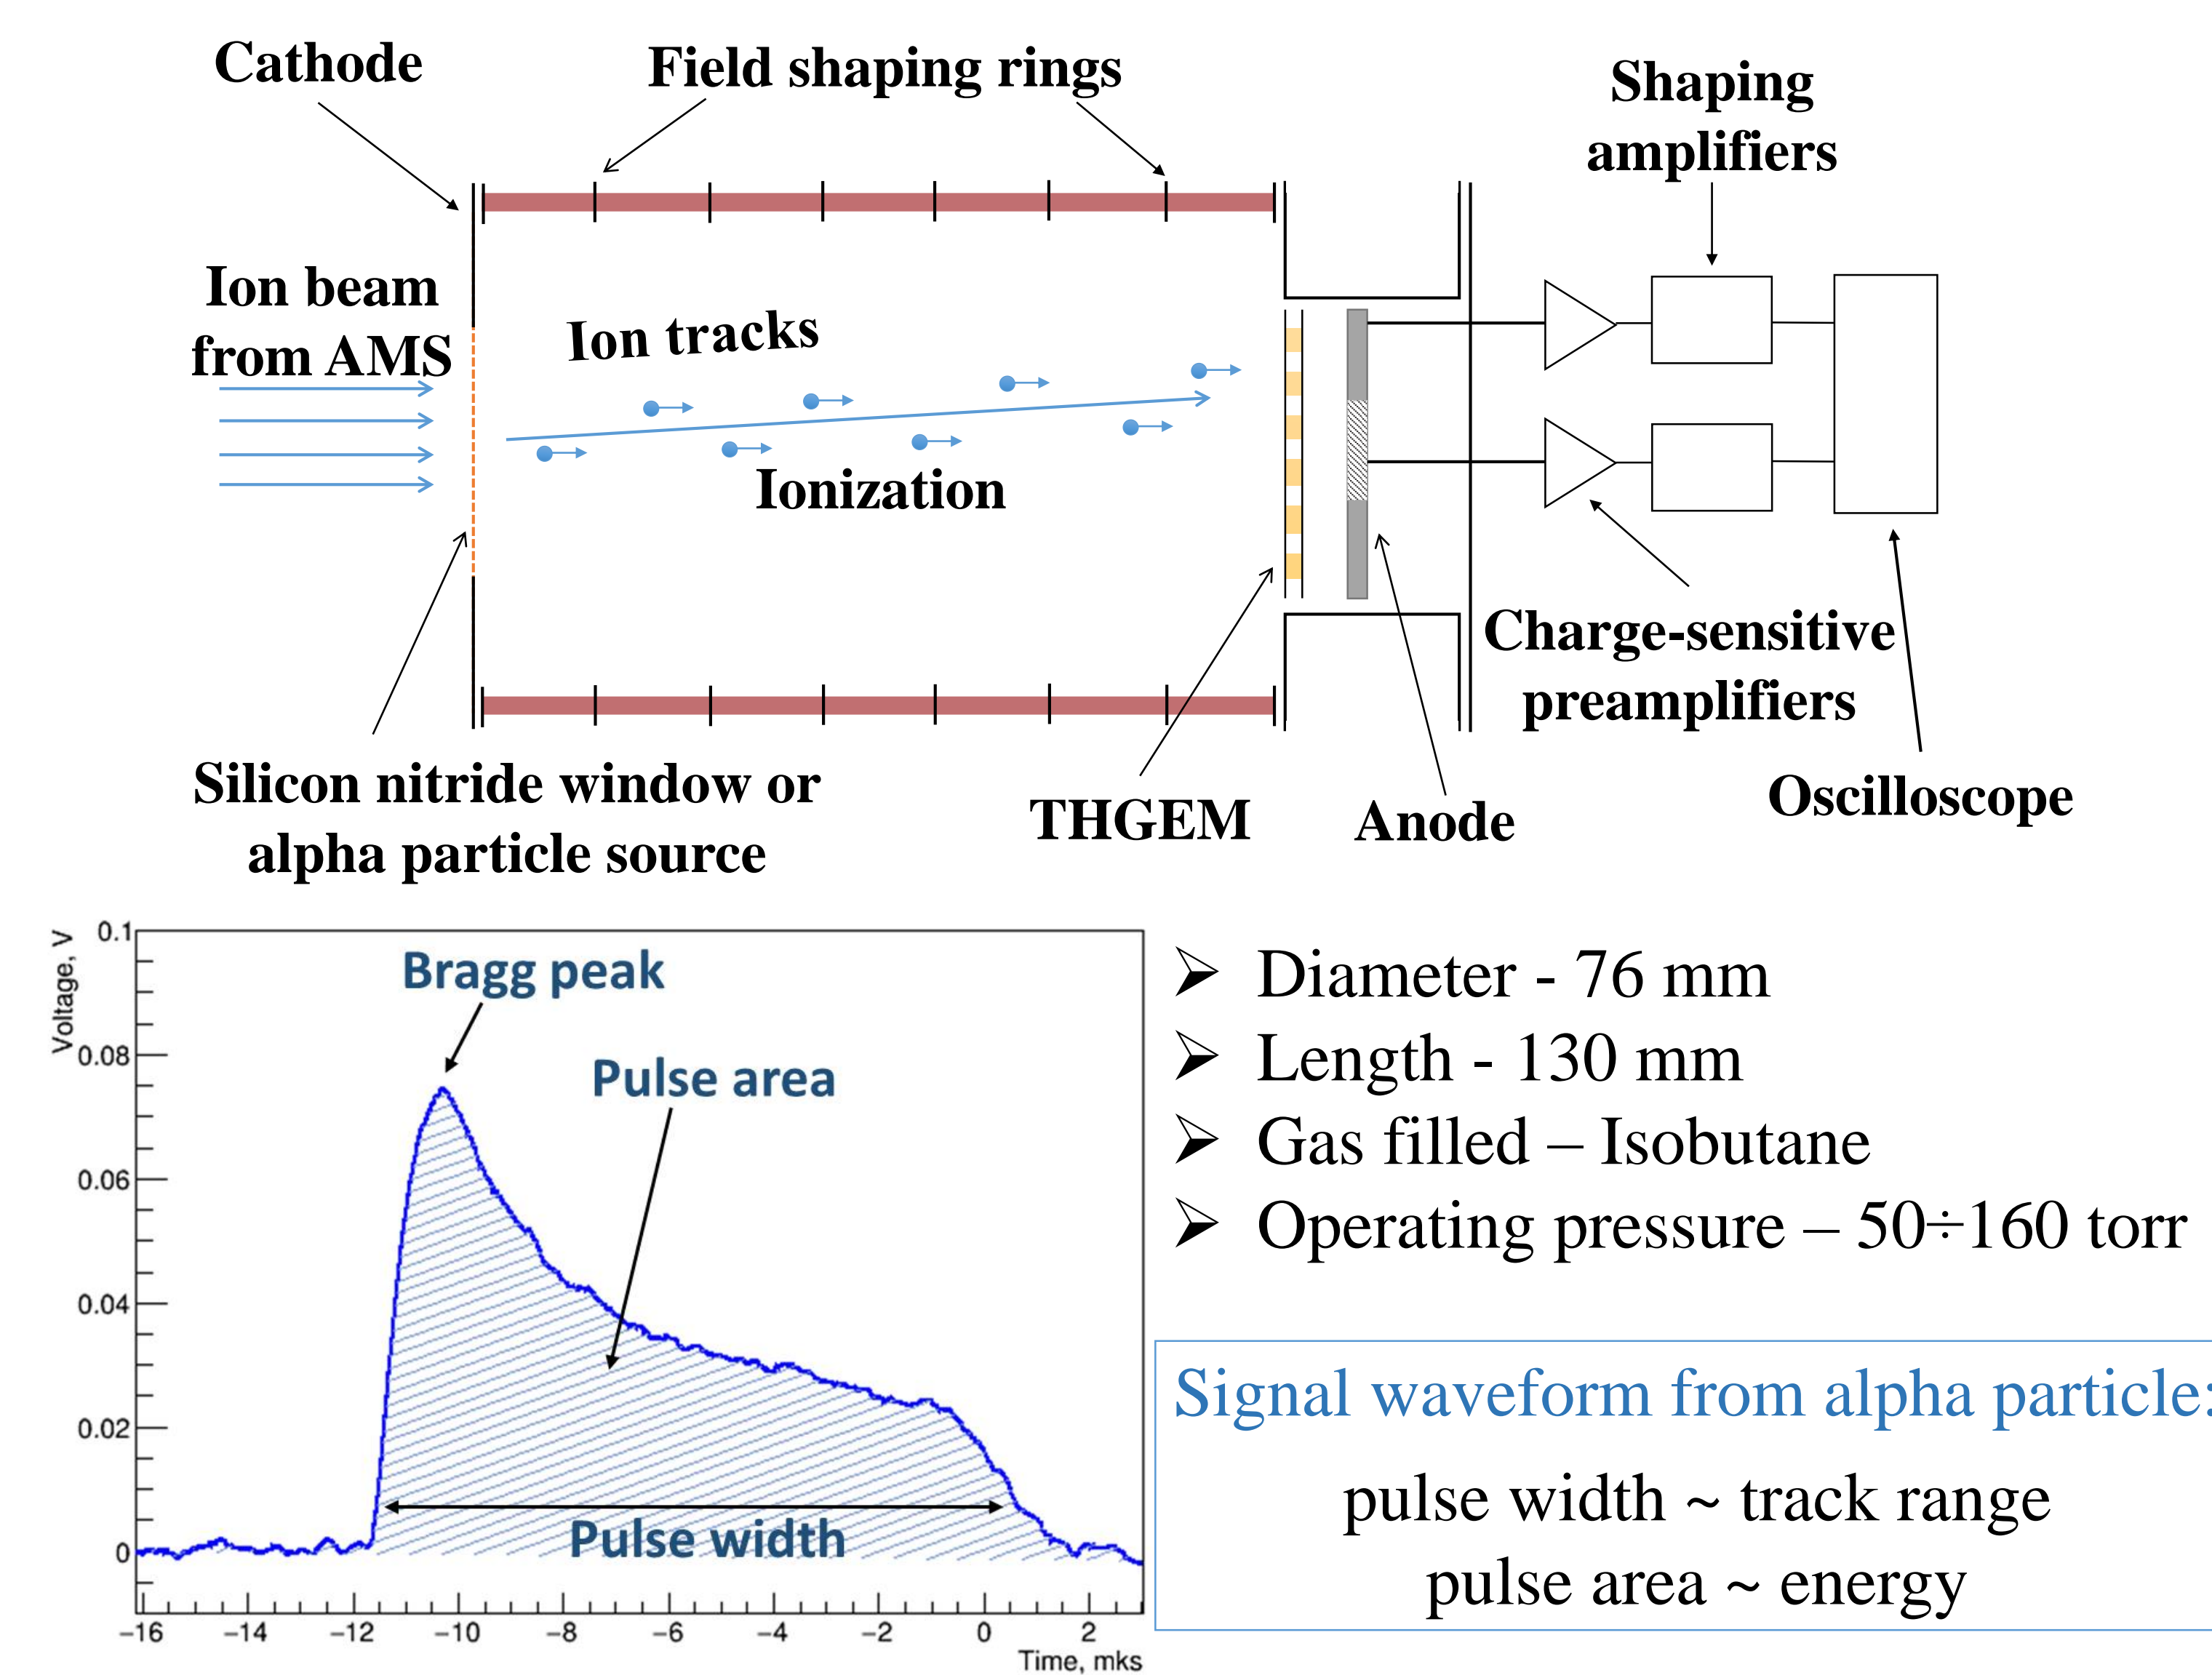 Cathode
Field shaping rings
Shaping
amplifiers
Ion beam
from AMS
Ion tracks
Ionization
Charge-sensitive
preamplifiers
Silicon nitride window or
alpha particle source
THGEM
Anode
Oscilloscope
Voltage, V
0.1
0.08
0.06
0.04
0.02
0
Bragg peak
Pulse area
Pulse width
−16 −14 −12 −10 −8 −6 −4 −2 0 2
Time, mks
➢ Diameter - 76 mm
➢ Length - 130 mm
➢ Gas filled – Isobutane
➢ Operating pressure – 50÷160 torr
Signal waveform from alpha particle:
pulse width ~ track range
pulse area ~ energy